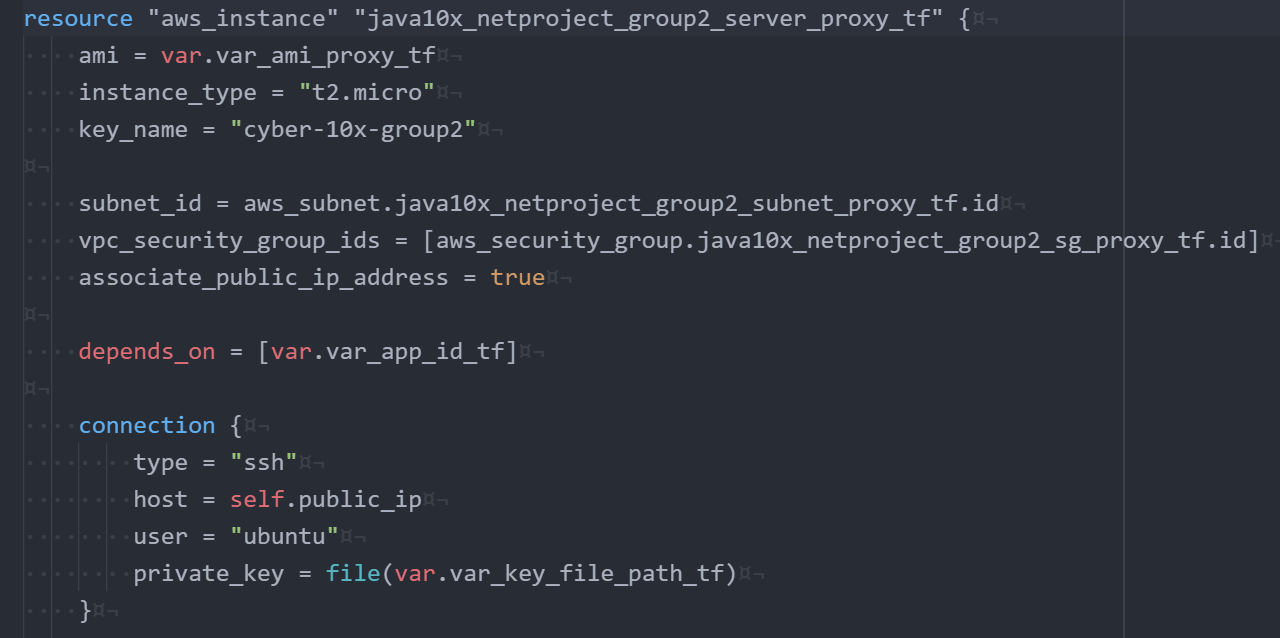 resource "aws_instance" "java10x_netproject_group2_server_proxy_tf" {
    ami = var.var_ami_proxy_tf
    instance_type = "t2.micro"
    key_name = "cyber-10x-group2"

    subnet_id = aws_subnet.java10x_netproject_group2_subnet_proxy_tf.id
    vpc_security_group_ids = [aws_security_group.java10x_netproject_group2_sg_proxy_tf.id]
    associate_public_ip_address = true

    depends_on = [var.var_app_id_tf]

    connection {
        type = "ssh"
        host = self.public_ip
        user = "ubuntu"
        private_key = file(var.var_key_file_path_tf)
    }